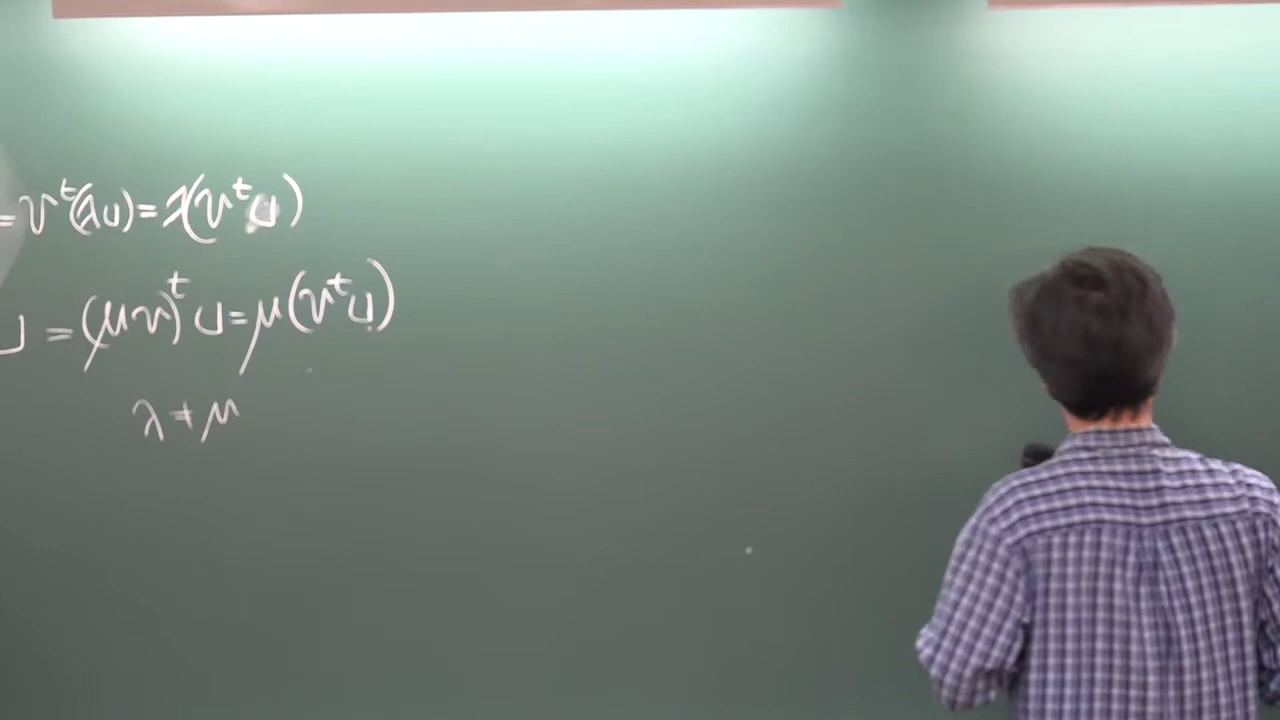 =v^t(λu)=λ(v^t u)
u=(μv)^t u=μ(v^t u)
λ≠μ